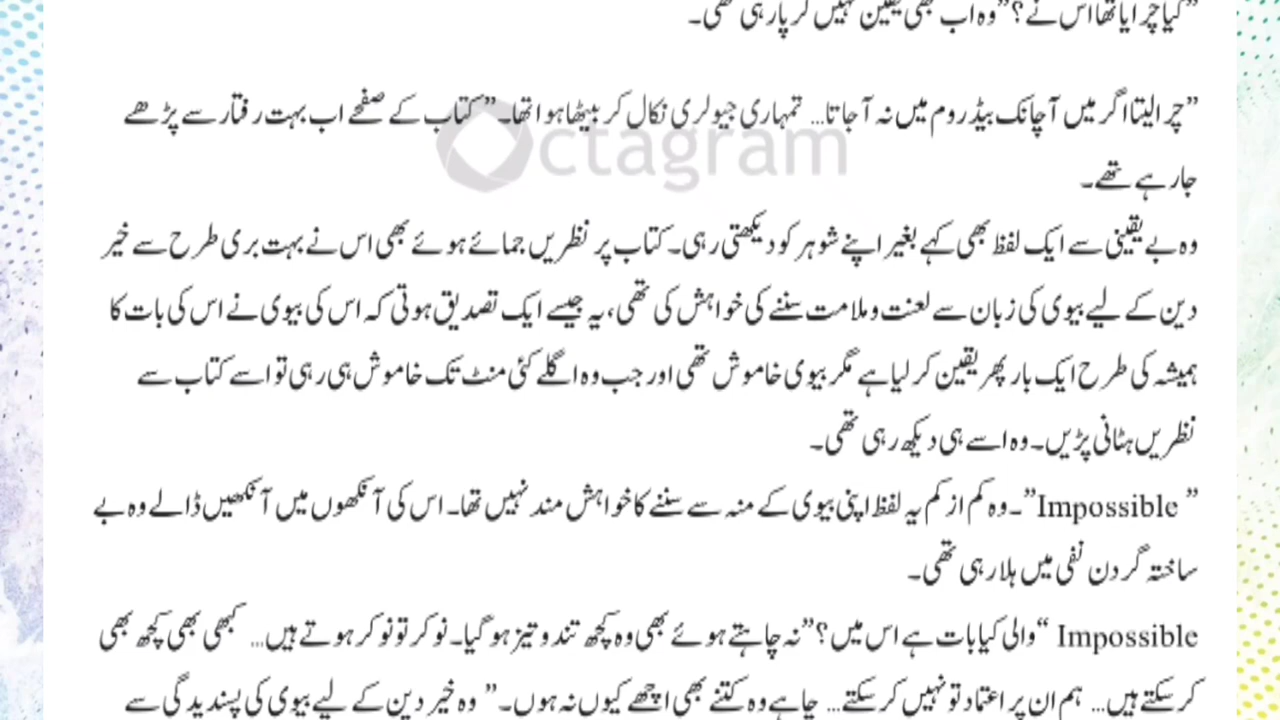 ”کیا چرایا تھا اس نے؟“ وہ اب بھی یقین نہیں کر پا رہی تھی۔
”چرا لیتا اگر میں آچانک بیڈ روم میں نہ آجاتا… تمہاری جیولری نکال کر بیٹھا ہوا تھا۔“ کتاب کے صفحے اب بہت رفتار سے پڑھے
جا رہے تھے۔
وہ بے یقینی سے ایک لفظ بھی کہے بغیر اپنے شوہر کو دیکھتی رہی۔ کتاب پر نظریں جمائے ہوئے بھی اس نے بہت بری طرح سے خیر
دین کے لیے بیوی کی زبان سے لعنت و ملامت سننے کی خواہش کی تھی، یہ جیسے ایک تصدیق ہوتی کہ اس کی بیوی نے اس کی بات کا
ہمیشہ کی طرح ایک بار پھر یقین کر لیا ہے مگر بیوی خاموش تھی اور جب وہ اگلے کئی منٹ تک خاموش ہی رہی تو اسے کتاب سے
نظریں ہٹانی پڑیں۔ وہ اسے ہی دیکھ رہی تھی۔
”Impossible“۔ وہ کم از کم یہ لفظ اپنی بیوی کے منہ سے سننے کا خواہش مند نہیں تھا۔ اس کی آنکھوں میں آنکھیں ڈالے وہ بے
ساختہ گردن نفی میں ہلا رہی تھی۔
Impossible “والی کیا بات ہے اس میں؟” نہ چاہتے ہوئے بھی وہ کچھ تند و تیز ہو گیا۔ نوکر تو نوکر ہوتے ہیں… کبھی بھی کچھ بھی
کر سکتے ہیں… ہم ان پر اعتماد تو نہیں کر سکتے… چاہے وہ کتنے بھی اچھے کیوں نہ ہوں۔“ وہ خیر دین کے لیے بیوی کی پسندیدگی سے
Octagram